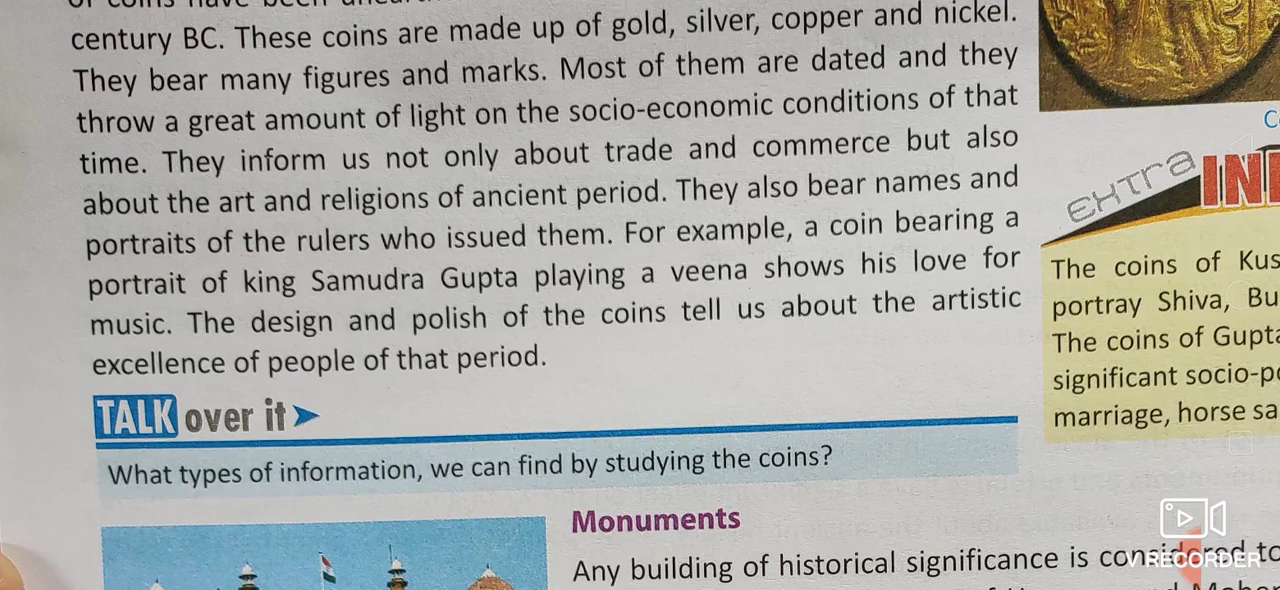 of coins have been
century BC. These coins are made up of gold, silver, copper and nickel.
They bear many figures and marks. Most of them are dated and they
throw a great amount of light on the socio-economic conditions of that
time. They inform us not only about trade and commerce but also
about the art and religions of ancient period. They also bear names and
portraits of the rulers who issued them. For example, a coin bearing a
portrait of king Samudra Gupta playing a veena shows his love for
music. The design and polish of the coins tell us about the artistic
excellence of people of that period.
TALK over it
What types of information, we can find by studying the coins?
Monuments
Any building of historical significance is considered to
Extra
The coins of Kus
portray Shiva, Bu
The coins of Gupta
significant socio-po
marriage, horse sa
V RECORDER